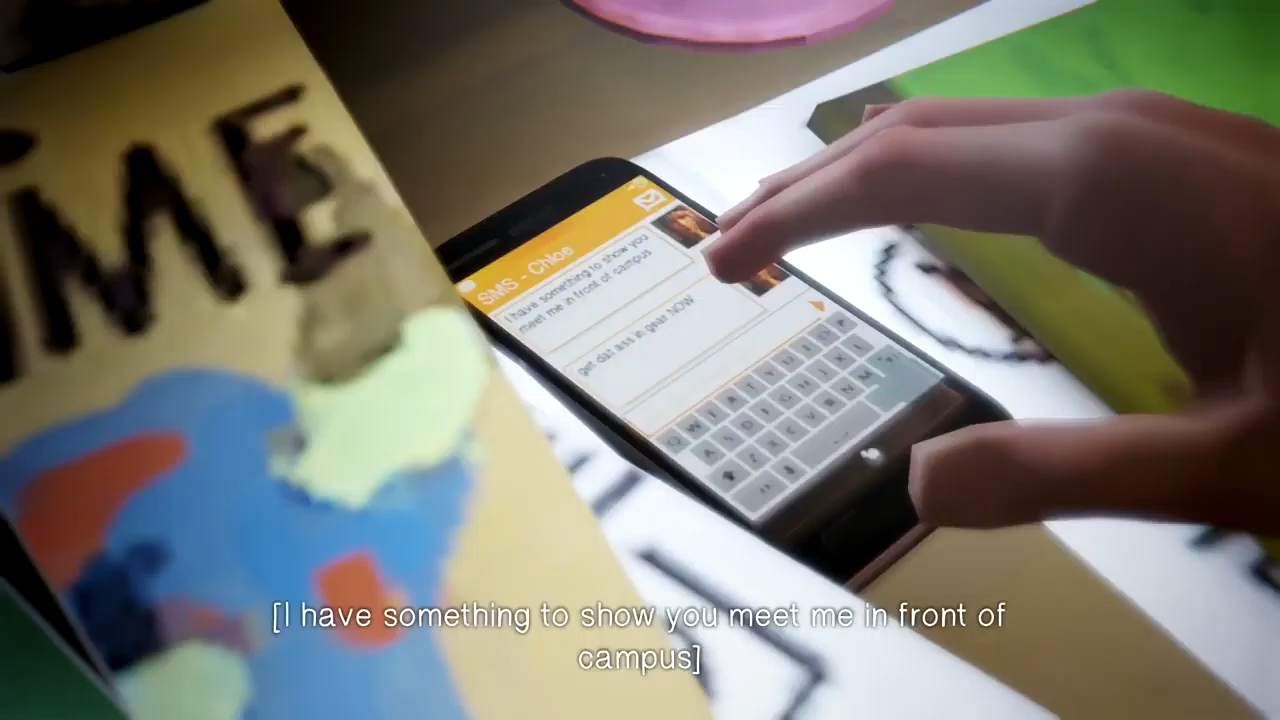 IME
SMS - Chloe
I have something to show you
meet me in front of campus
get dat ass in gear NOW
[I have something to show you meet me in front of
campus]